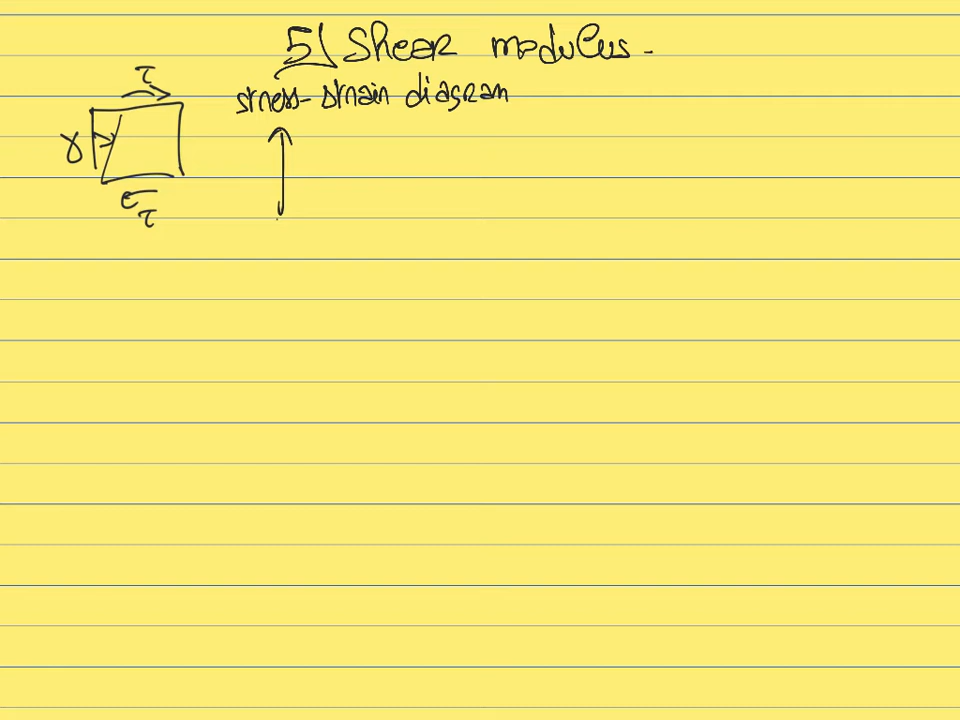 5) Shear modulus -
τ
stress-strain diagram
γ
τ